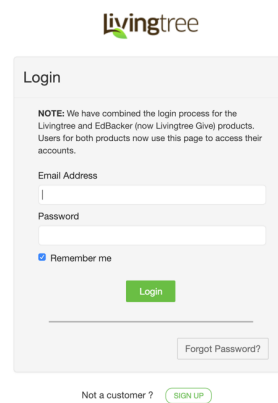 Livingtree
Login
NOTE: We have combined the login process for the
Livingtree and EdBacker (now Livingtree Give) products.
Users for both products now use this page to access their
accounts.
Email Address
Password
Remember me
Login
Forgot Password?
Not a customer ? SIGN UP